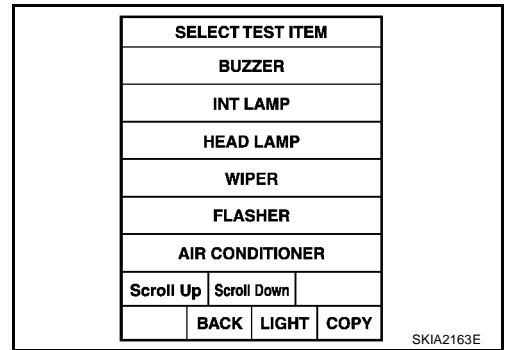 SELECT TEST ITEM
BUZZER
INT LAMP
HEAD LAMP
WIPER
FLASHER
AIR CONDITIONER
Scroll Up Scroll Down
BACK LIGHT COPY
SKIA2163E